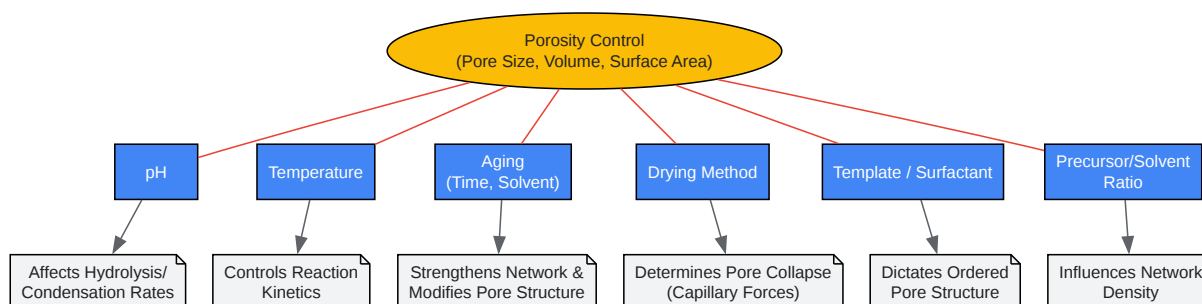 Porosity Control
(Pore Size, Volume, Surface Area)
pH
Temperature
Aging
(Time, Solvent)
Drying Method
Template / Surfactant
Precursor/Solvent
Ratio
Affects Hydrolysis/
Condensation Rates
Controls Reaction
Kinetics
Strengthens Network &
Modifies Pore Structure
Determines Pore Collapse
(Capillary Forces)
Dictates Ordered
Pore Structure
Influences Network
Density